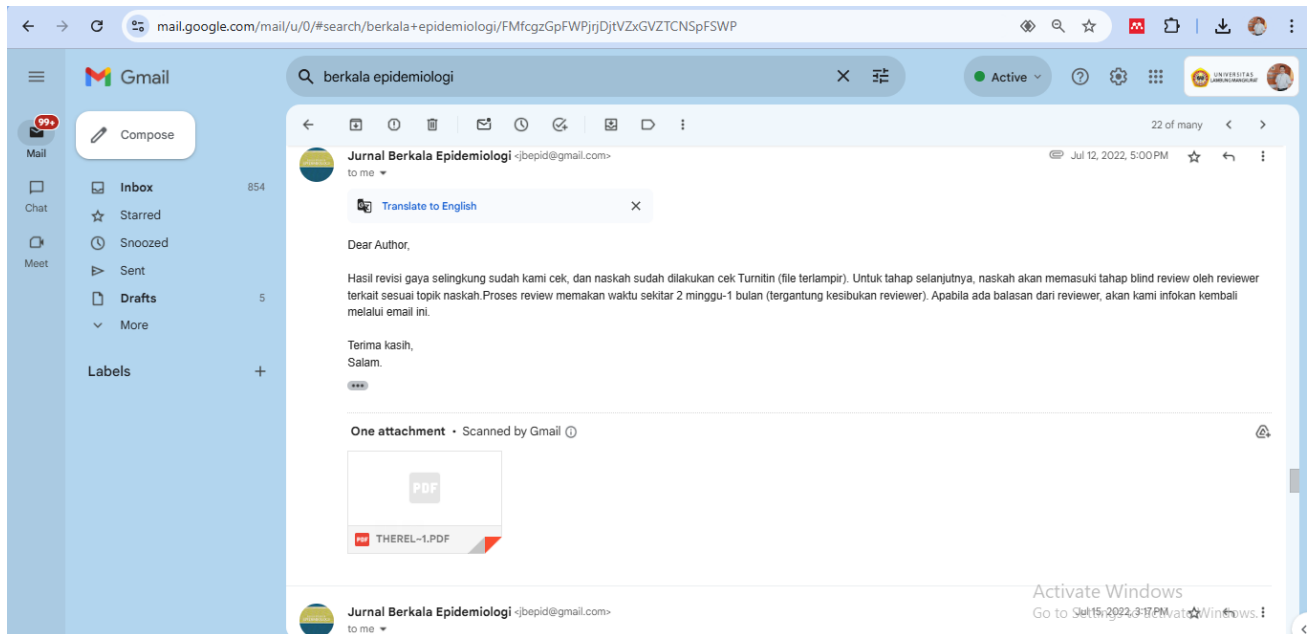 mail.google.com/mail/u/0/#search/berkala+epidemiologi/FMfcgzGpFWPjrjDjtVZxGVZTCNSpFSWP
Gmail
berkala epidemiologi
Active
UNIVERSITAS
LAMBUNG MANGKURAT
99+
Mail
Chat
Meet
Compose
Inbox 854
Starred
Snoozed
Sent
Drafts 5
More
Labels
22 of many
Jurnal Berkala Epidemiologi <jbepid@gmail.com> Jul 12, 2022, 5:00 PM
to me
Translate to English
Dear Author,
Hasil revisi gaya selingkung sudah kami cek, dan naskah sudah dilakukan cek Turnitin (file terlampir). Untuk tahap selanjutnya, naskah akan memasuki tahap blind review oleh reviewer
terkait sesuai topik naskah.Proses review memakan waktu sekitar 2 minggu-1 bulan (tergantung kesibukan reviewer). Apabila ada balasan dari reviewer, akan kami infokan kembali
melalui email ini.
Terima kasih,
Salam.
One attachment • Scanned by Gmail
PDF
PDF THEREL~1.PDF
Activate Windows
Go to Settings to activate Windows.
Jurnal Berkala Epidemiologi <jbepid@gmail.com> Jul 15, 2022, 3:17 PM
to me